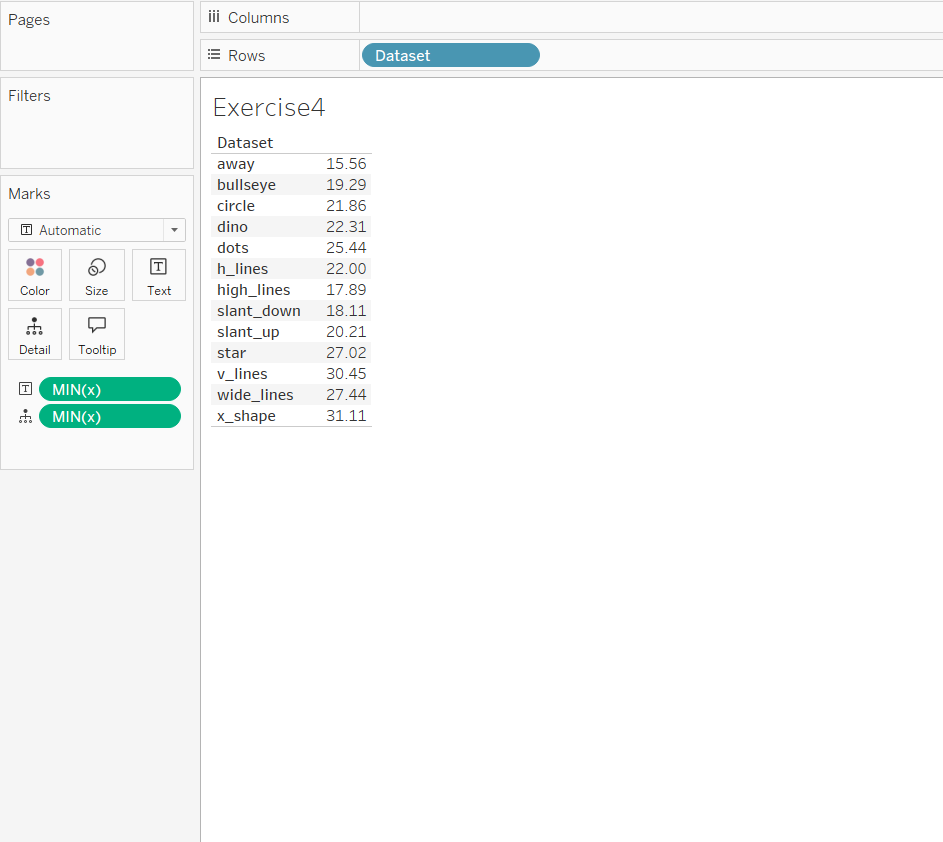 Pages
Columns
Rows
Dataset
Filters
Marks
Automatic
Color
Size
T
Text
Detail
Tooltip
T MIN(x)
MIN(x)
Exercise4
Dataset
away 15.56
bullseye 19.29
circle 21.86
dino 22.31
dots 25.44
h_lines 22.00
high_lines 17.89
slant_down 18.11
slant_up 20.21
star 27.02
v_lines 30.45
wide_lines 27.44
x_shape 31.11